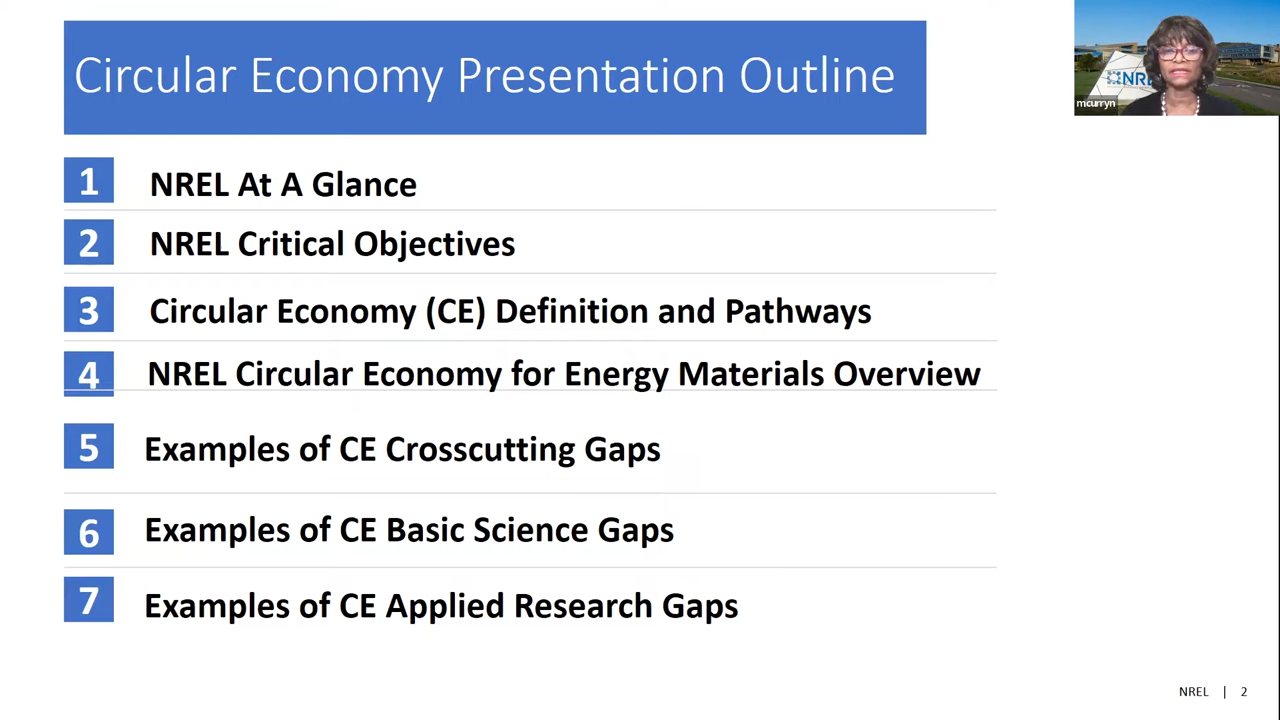 Circular Economy Presentation Outline
NREL
mcurryn
1 NREL At A Glance
2 NREL Critical Objectives
3 Circular Economy (CE) Definition and Pathways
4 NREL Circular Economy for Energy Materials Overview
5 Examples of CE Crosscutting Gaps
6 Examples of CE Basic Science Gaps
7 Examples of CE Applied Research Gaps
NREL | 2